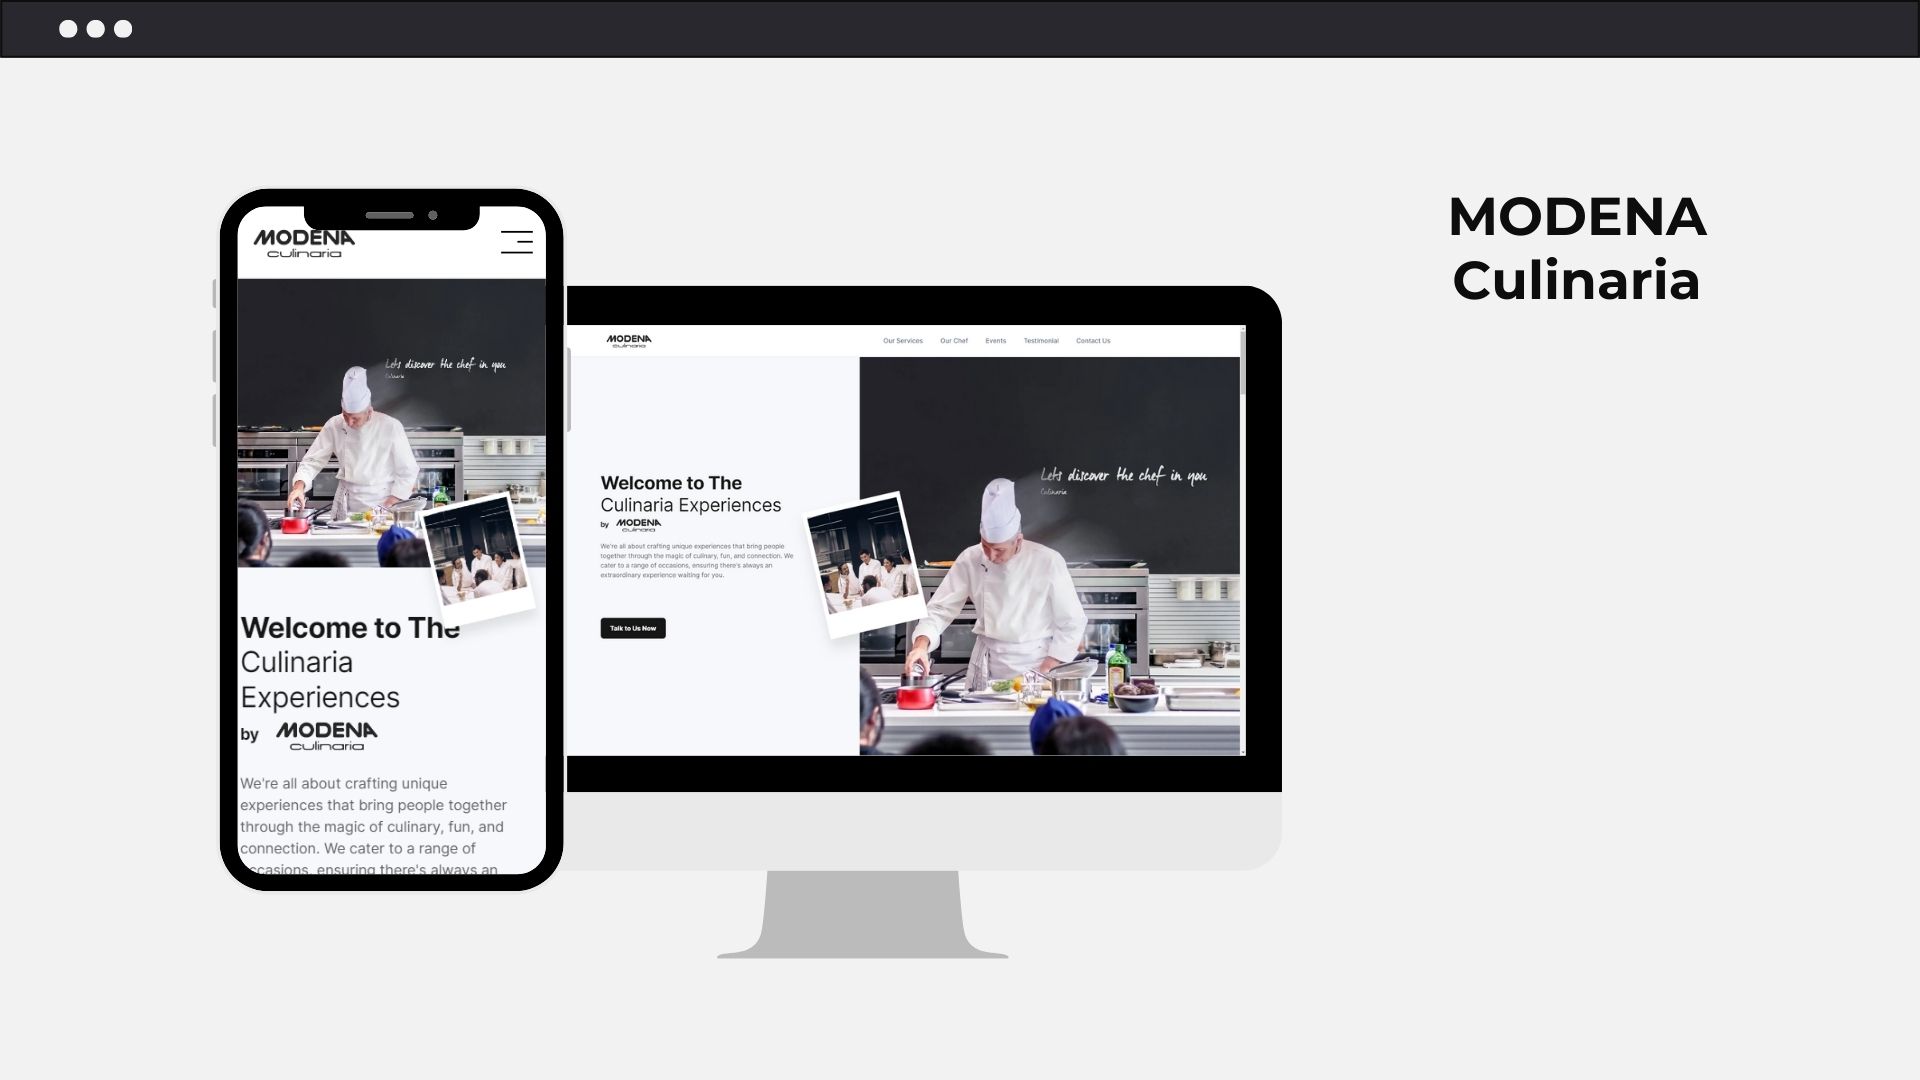 MODENA
Culinaria
MODENA
culinaria
Lets discover the chef in you
Culinaria
Welcome to The
Culinaria
Experiences
by MODENA
culinaria
We're all about crafting unique
experiences that bring people together
through the magic of culinary, fun, and
connection. We cater to a range of
occasions, ensuring there's always an
MODENA
culinaria
Our Services Our Chef Events Testimonial Contact Us
Lets discover the chef in you
Culinaria
Welcome to The
Culinaria Experiences
by MODENA
culinaria
We're all about crafting unique experiences that bring people
together through the magic of culinary, fun, and connection. We
cater to a range of occasions, ensuring there's always an
extraordinary experience waiting for you.
Talk to Us Now